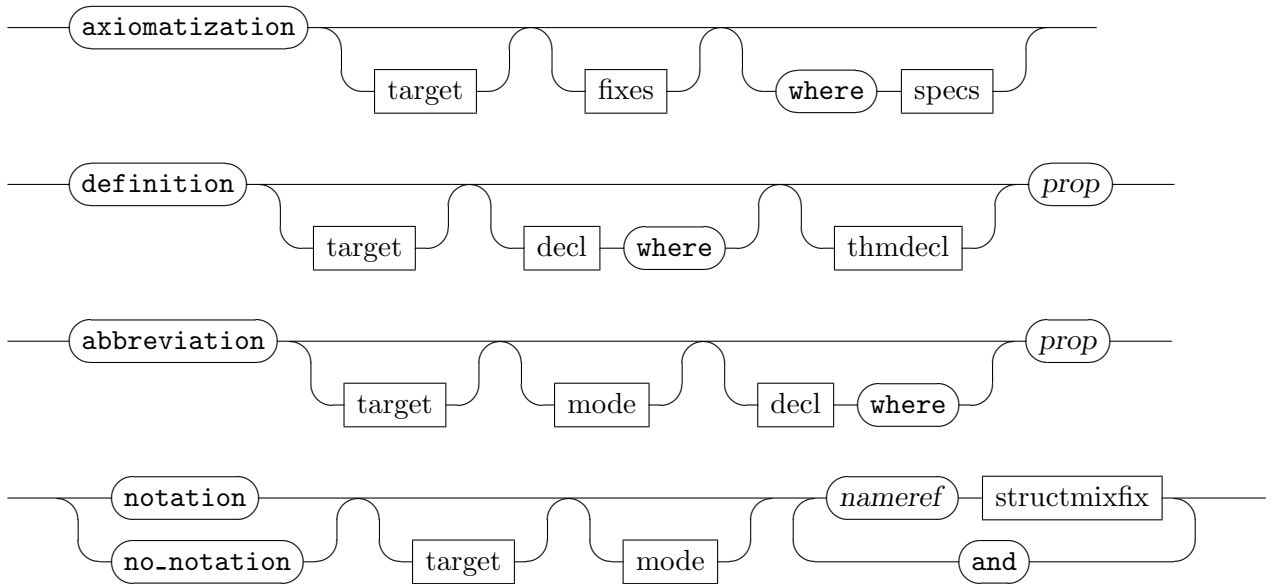 axiomatization
target fixes where specs
definition prop
target decl where thmdecl
abbreviation prop
target mode decl where
notation nameref structmixfix
no_notation target mode and